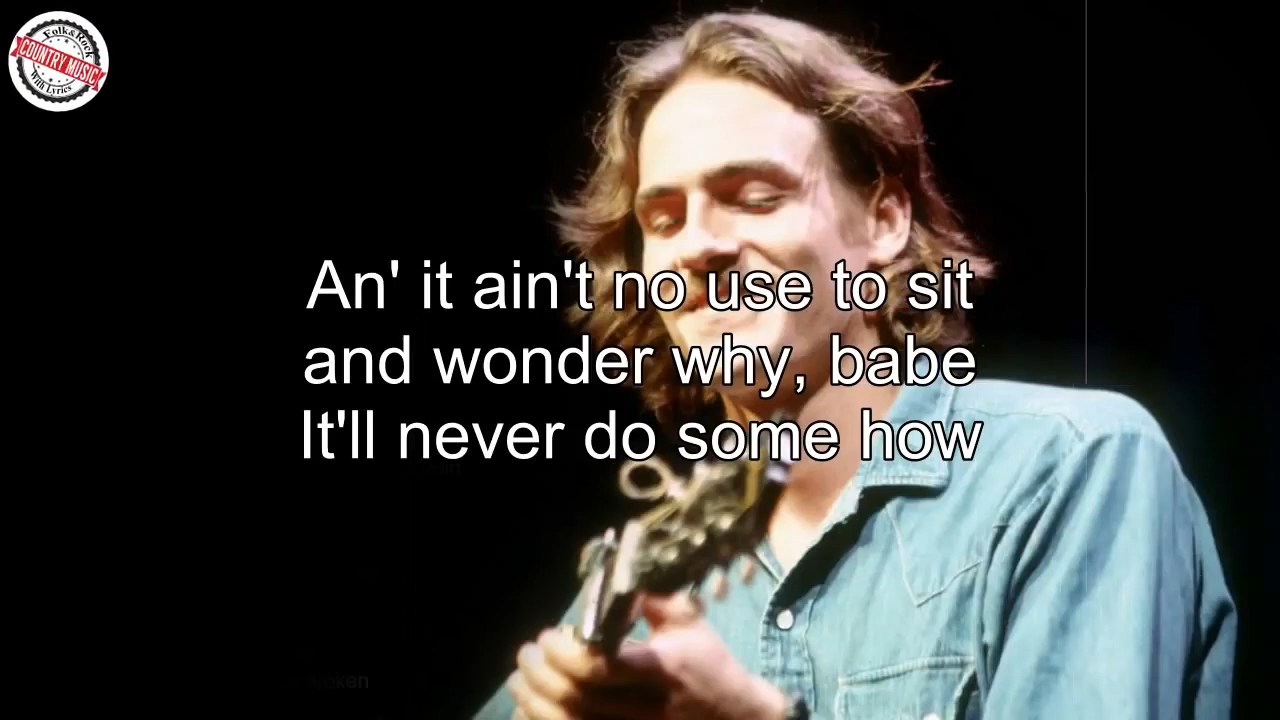 Folk&Rock
COUNTRY MUSIC
With Lyrics
An' it ain't no use to sit
and wonder why, babe
It'll never do some how